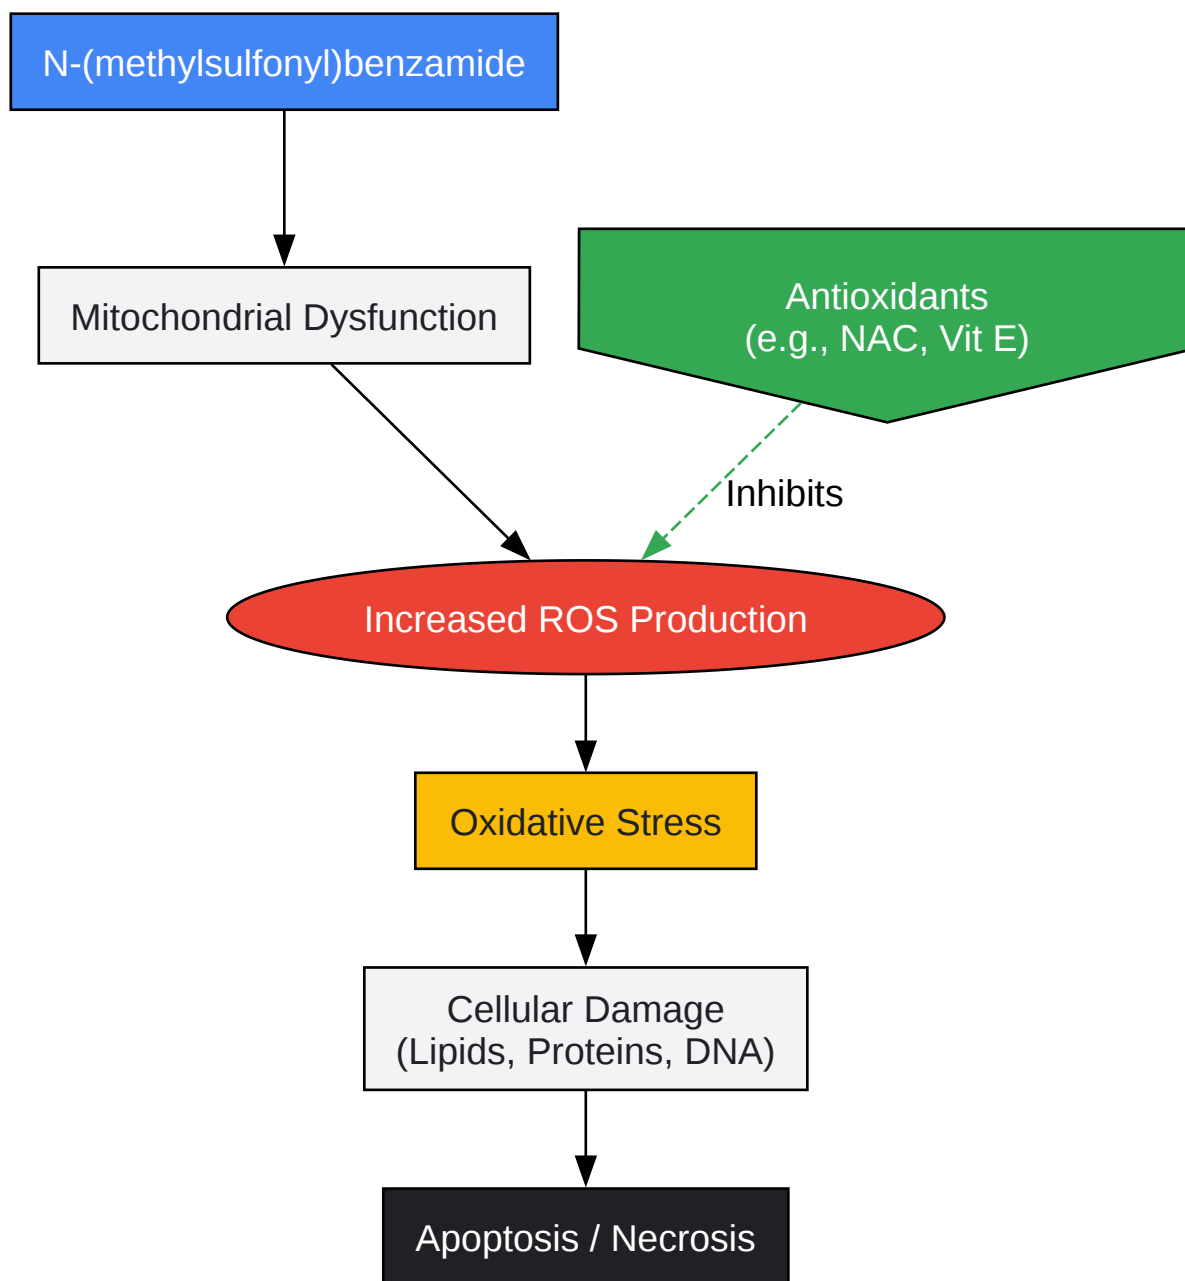 N-(methylsulfonyl)benzamide
Mitochondrial Dysfunction
Antioxidants
(e.g., NAC, Vit E)
Inhibits
Increased ROS Production
Oxidative Stress
Cellular Damage
(Lipids, Proteins, DNA)
Apoptosis / Necrosis